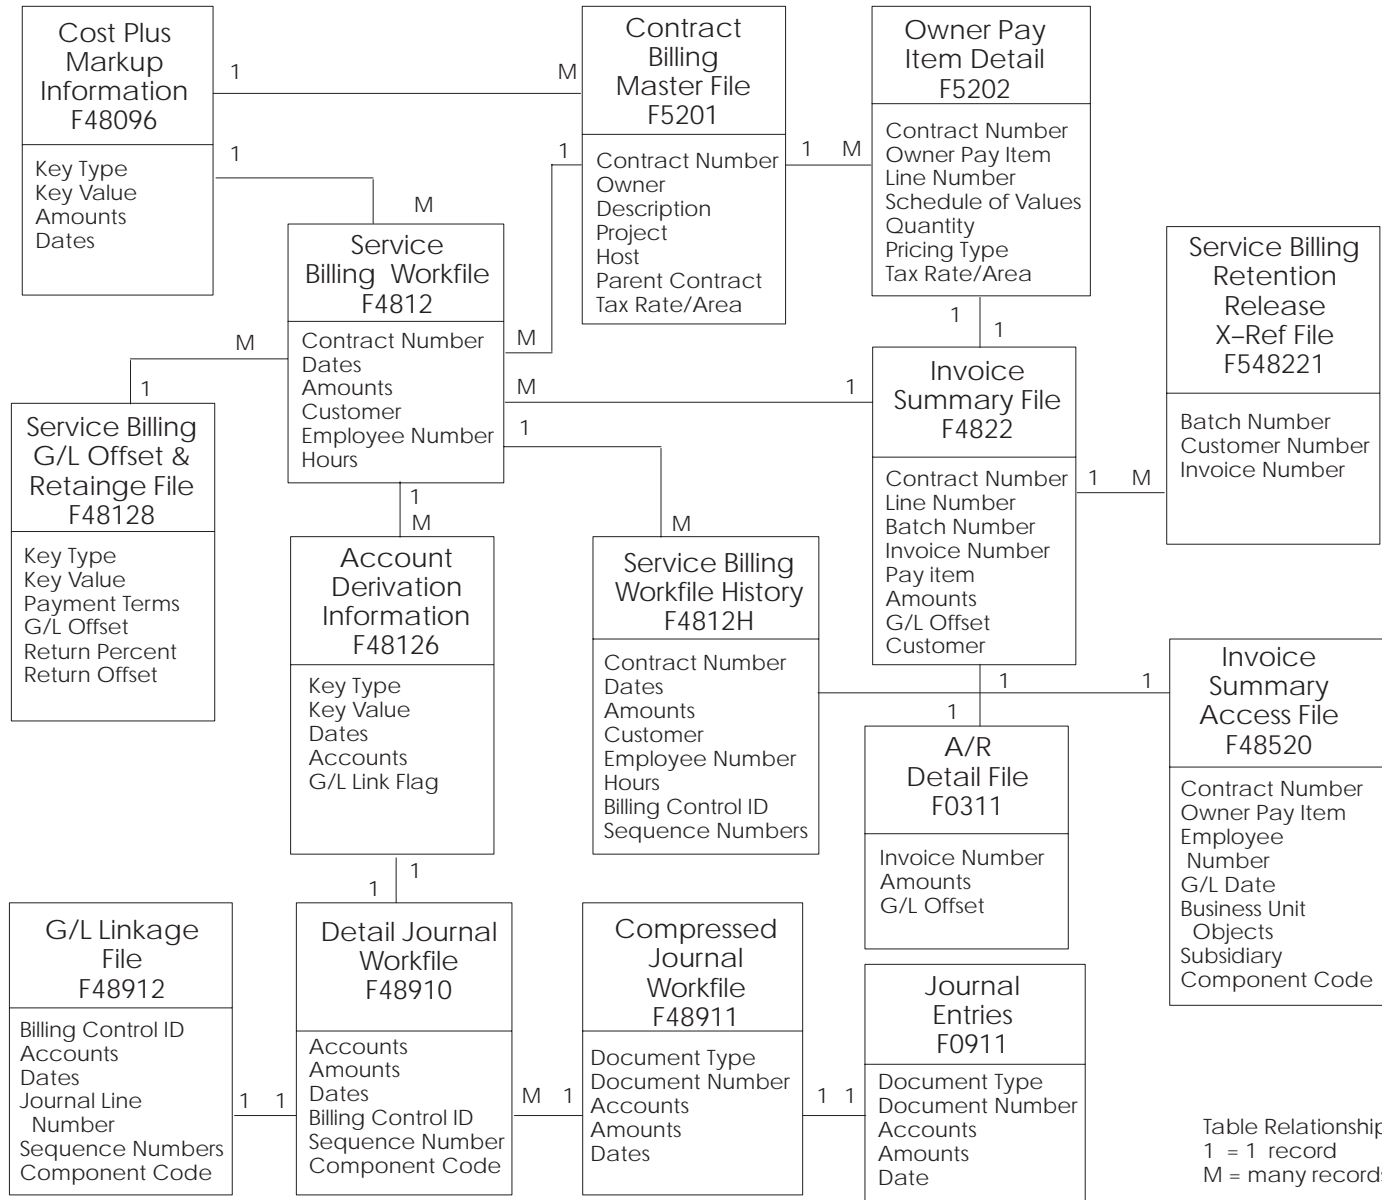 Cost Plus
Markup
Information
F48096
Key Type
Key Value
Amounts
Dates
1
M
1
M
Contract
Billing
Master File
F5201
Contract Number
Owner
Description
Project
Host
Parent Contract
Tax Rate/Area
1
1
M
Owner Pay
Item Detail
F5202
Contract Number
Owner Pay Item
Line Number
Schedule of Values
Quantity
Pricing Type
Tax Rate/Area
1
1
Service
Billing Workfile
F4812
Contract Number
Dates
Amounts
Customer
Employee Number
Hours
M
M
1
1
M
1
1
M
M
Service Billing
G/L Offset &
Retainge File
F48128
Key Type
Key Value
Payment Terms
G/L Offset
Return Percent
Return Offset
Invoice
Summary File
F4822
Contract Number
Line Number
Batch Number
Invoice Number
Pay item
Amounts
G/L Offset
Customer
1
M
Service Billing
Retention
Release
X–Ref File
F548221
Batch Number
Customer Number
Invoice Number
Account
Derivation
Information
F48126
Key Type
Key Value
Dates
Accounts
G/L Link Flag
1
1
Service Billing
Workfile History
F4812H
Contract Number
Dates
Amounts
Customer
Employee Number
Hours
Billing Control ID
Sequence Numbers
1
1
1
A/R
Detail File
F0311
Invoice Number
Amounts
G/L Offset
Invoice
Summary
Access File
F48520
Contract Number
Owner Pay Item
Employee
Number
G/L Date
Business Unit
Objects
Subsidiary
Component Code
G/L Linkage
File
F48912
Billing Control ID
Accounts
Dates
Journal Line
Number
Sequence Numbers
Component Code
1
1
Detail Journal
Workfile
F48910
Accounts
Amounts
Dates
Billing Control ID
Sequence Number
Component Code
M
1
Compressed
Journal
Workfile
F48911
Document Type
Document Number
Accounts
Amounts
Dates
1
1
Journal
Entries
F0911
Document Type
Document Number
Accounts
Amounts
Date
Table Relationship
1 = 1 record
M = many records